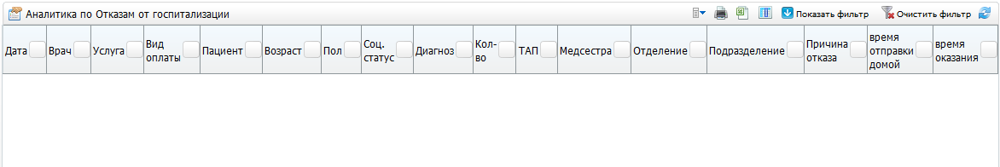 Аналитика по Отказам от госпитализации
Показать фильтр
Очистить фильтр
Дата
Врач
Услуга
Вид
оплаты
Пациент
Возраст
Пол
Соц.
статус
Диагноз
Кол-
во
ТАП
Медсестра
Отделение
Подразделение
Причина
отказа
время
отправки
домой
время
оказания